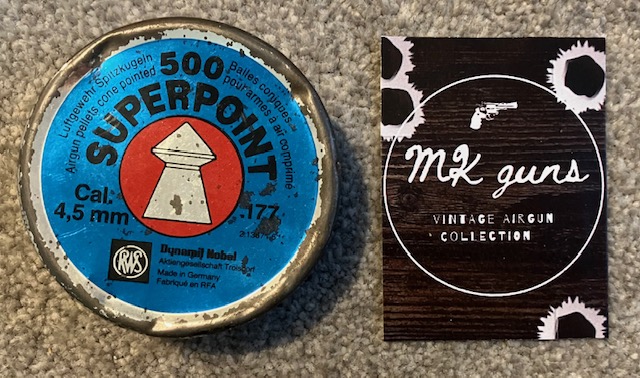 500
Luftgewehr Spitzkugeln
Airgun pellets cone pointed
Balles coniques
pour armes à air comprimé
SUPERPOINT
Cal.
4,5 mm
.177
RWS
Dynamit Nobel
Aktiengesellschaft Troisdorf
Made in Germany
Fabriqué en RFA
MK guns
VINTAGE AIRGUN
COLLECTION